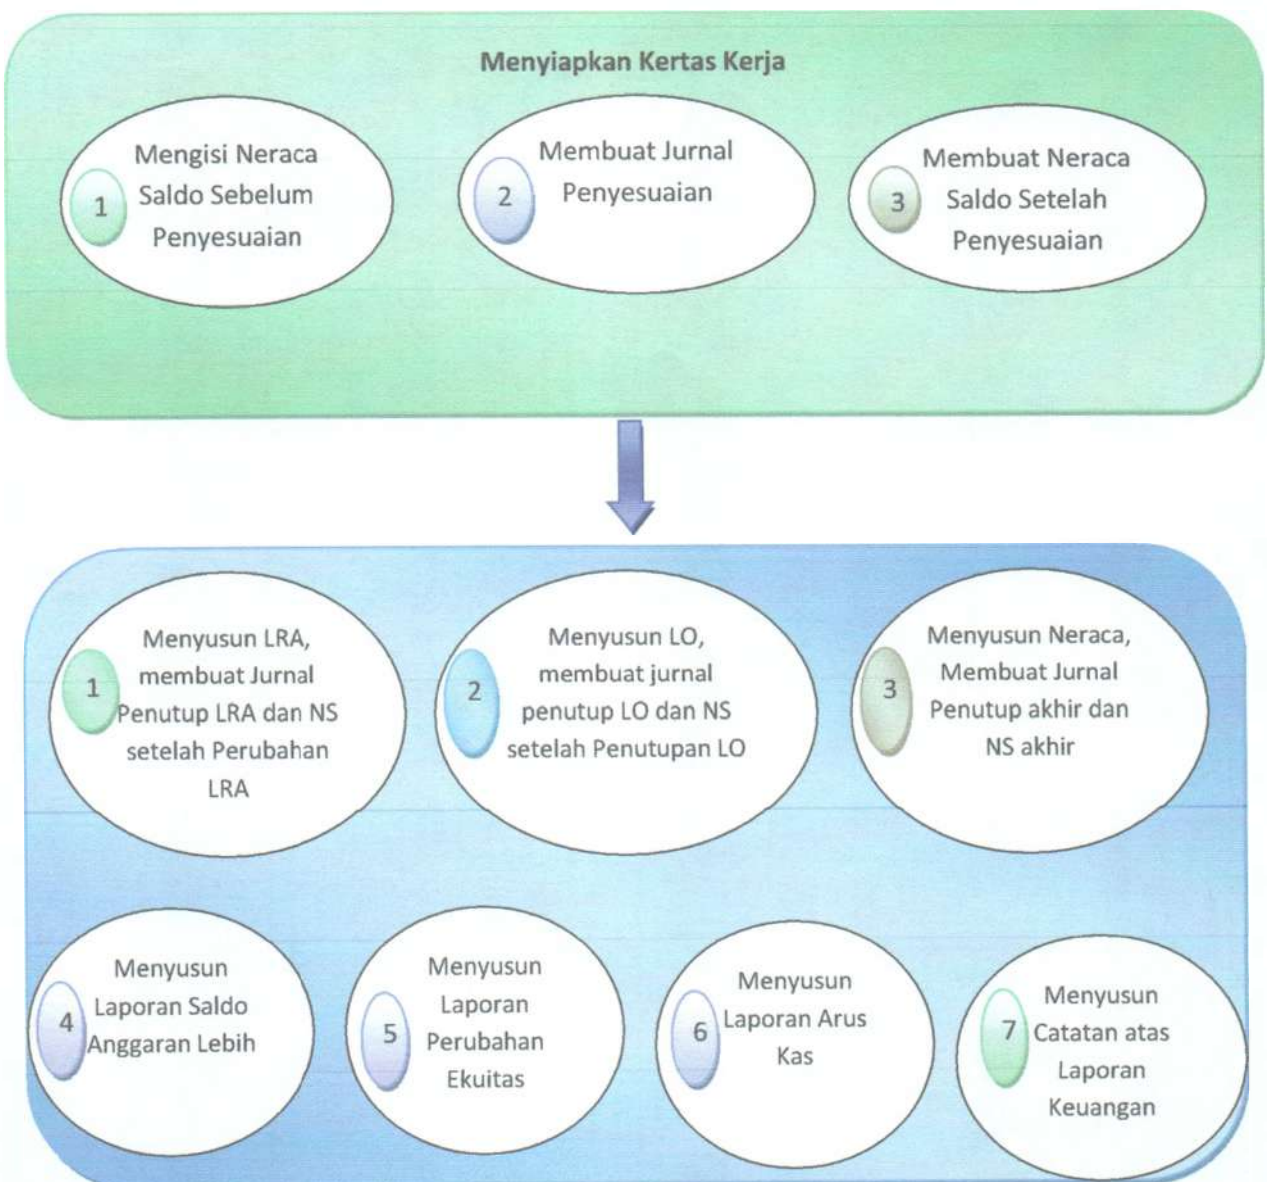 Menyiapkan Kertas Kerja
1
Mengisi Neraca
Saldo Sebelum
Penyesuaian
2
Membuat Jurnal
Penyesuaian
3
Membuat Neraca
Saldo Setelah
Penyesuaian
1
Menyusun LRA,
membuat Jurnal
Penutup LRA dan NS
setelah Perubahan
LRA
2
Menyusun LO,
membuat jurnal
penutup LO dan NS
setelah Penutupan LO
3
Menyusun Neraca,
Membuat Jurnal
Penutup akhir dan
NS akhir
4
Menyusun
Laporan Saldo
Anggaran Lebih
5
Menyusun
Laporan
Perubahan
Ekuitas
6
Menyusun
Laporan Arus
Kas
7
Menyusun
Catatan atas
Laporan
Keuangan